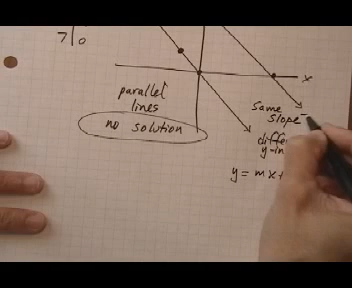 7 0
x
parallel
lines
no solution
same
slope
y = mx+